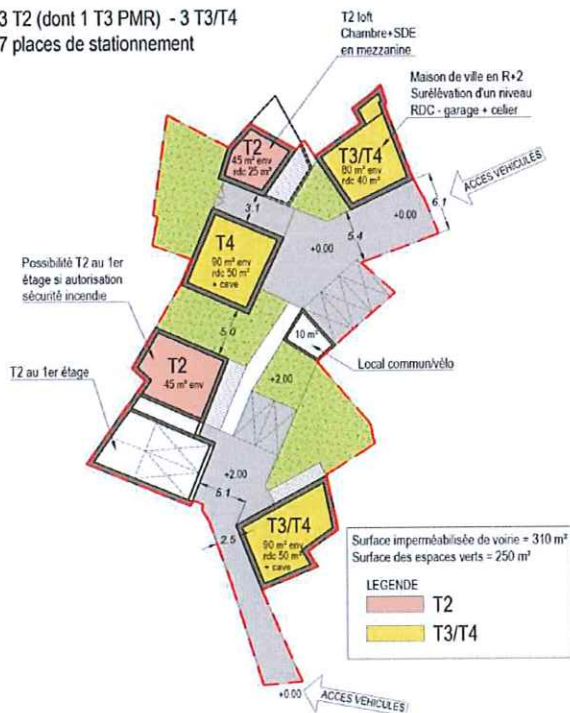 3 T2 (dont 1 T3 PMR) - 3 T3/T4
7 places de stationnement
T2 loft
Chambre+SDE
en mezzanine
Maison de ville en R+2
Surélévation d'un niveau
RDC - garage + celier
T2
45 m² env
rdc 25 m²
T3/T4
80 m² env
rdc 40 m²
ACCES VEHICULES
6.1
3.1
+0.00
5.4
+0.00
T4
90 m² env
rdc 50 m²
+ cave
Possibilité T2 au 1er
étage si autorisation
sécurité incendie
5.0
10 m²
Local commun/vélo
T2
45 m² env
+2.00
T2 au 1er étage
+2.00
5.1
2.5
T3/T4
90 m² env
rdc 50 m²
+ cave
Surface imperméabilisée de voirie = 310 m²
Surface des espaces verts = 250 m²
LEGENDE
T2
T3/T4
+0.00
ACCES VEHICULES